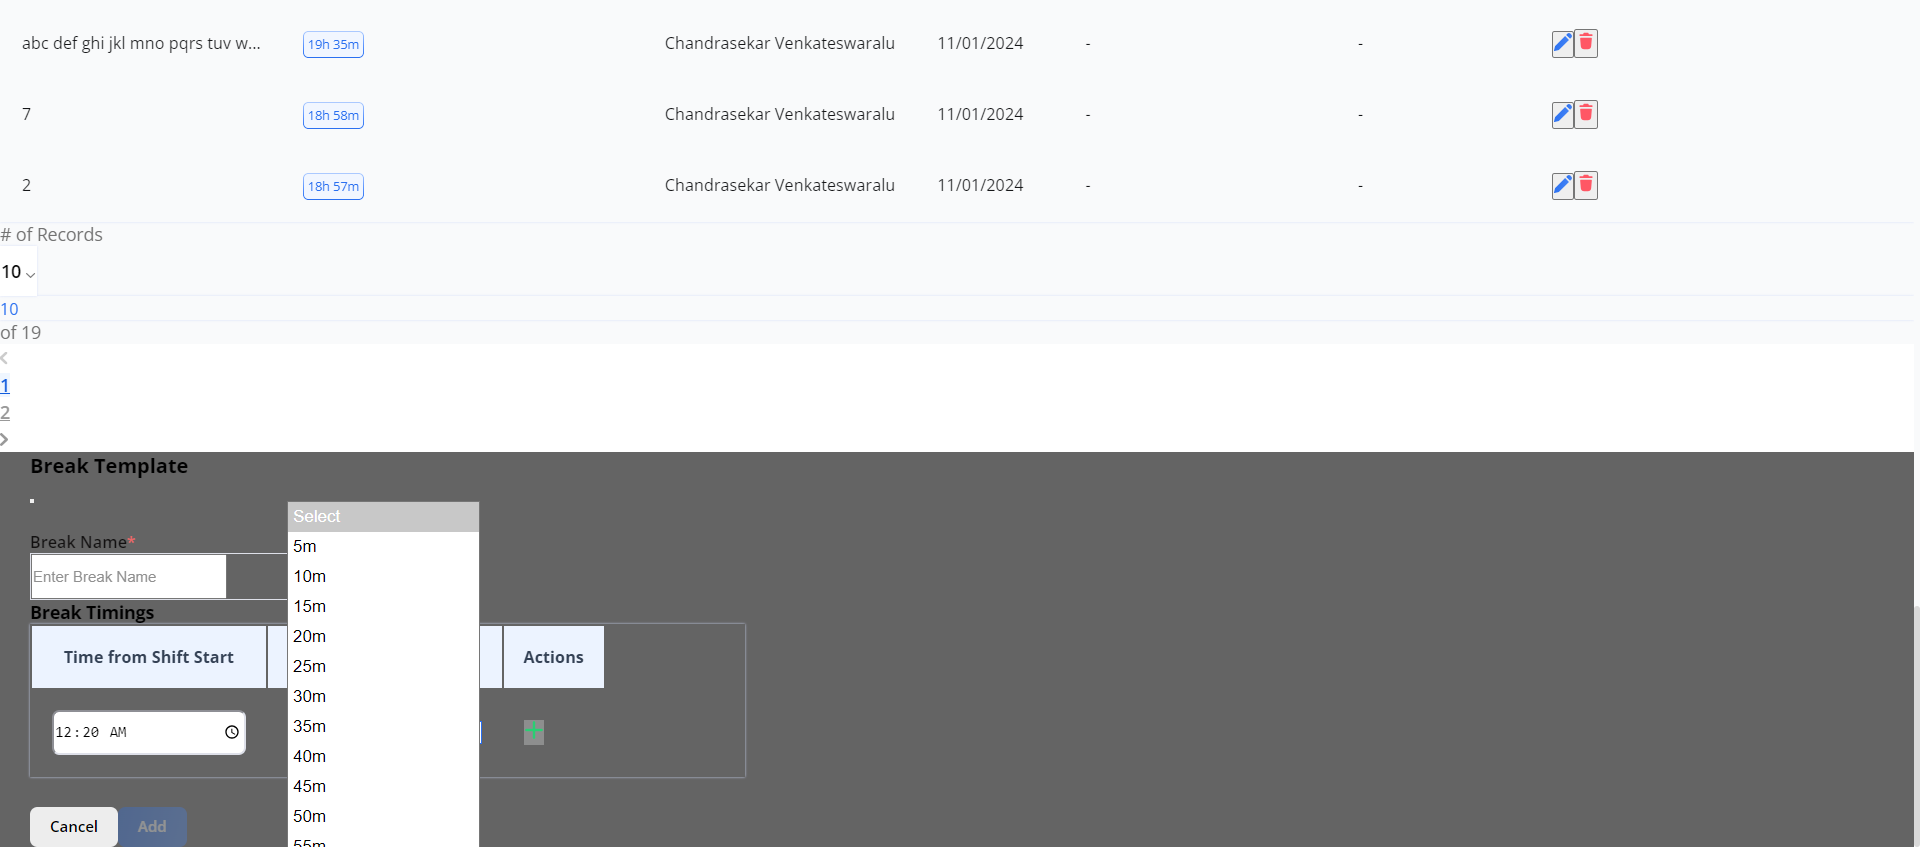 abc def ghi jkl mno pqrs tuv w... 19h 35m Chandrasekar Venkateswaralu 11/01/2024 - -
7 18h 58m Chandrasekar Venkateswaralu 11/01/2024 - -
2 18h 57m Chandrasekar Venkateswaralu 11/01/2024 - -
# of Records
10
10
of 19
1
2
Break Template
Select
5m
Break Name*
10m
Enter Break Name
15m
Break Timings
20m
Time from Shift Start
Actions
25m
30m
35m
12:20 AM
40m
45m
50m
Cancel Add
55m